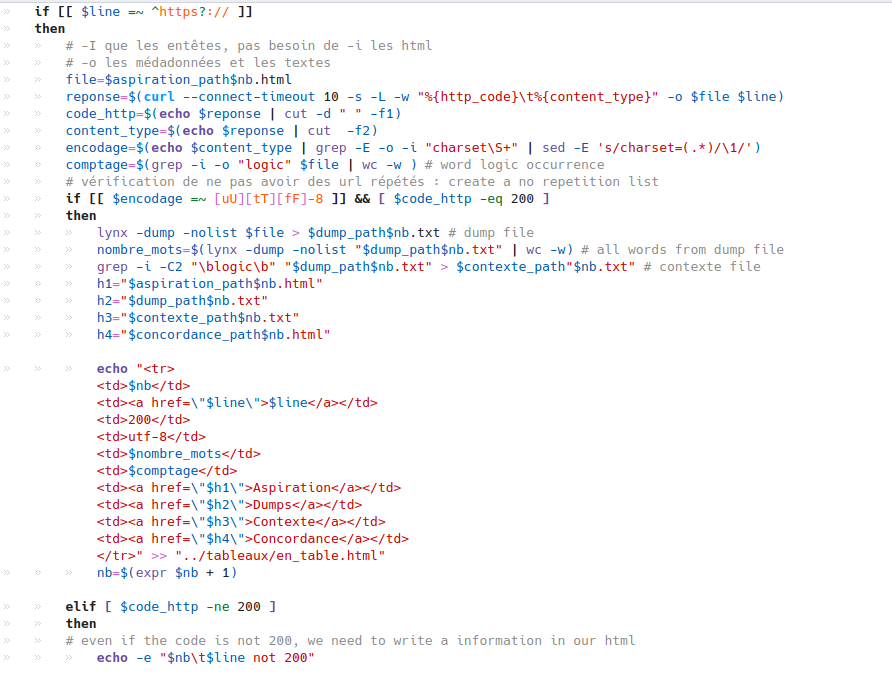 if [[ $line =~ ^https?:// ]]
then
# -I que les entêtes, pas besoin de -i les html
# -o les médadonnées et les textes
file=$aspiration_path$nb.html
reponse=$(curl --connect-timeout 10 -s -L -w "%{http_code}\t%{content_type}" -o $file $line)
code_http=$(echo $reponse | cut -d " " -f1)
content_type=$(echo $reponse | cut  -f2)
encodage=$(echo $content_type | grep -E -o -i "charset\S+" | sed -E 's/charset=(.*)/\1/')
comptage=$(grep -i -o "logic" $file | wc -w ) # word logic occurrence
# vérification de ne pas avoir des url répétés : create a no repetition list
if [[ $encodage =~ [uU][tT][fF]-8 ]] && [ $code_http -eq 200 ]
then
lynx -dump -nolist $file > $dump_path$nb.txt # dump file
nombre_mots=$(lynx -dump -nolist "$dump_path$nb.txt" | wc -w) # all words from dump file
grep -i -C2 "\blogic\b" "$dump_path$nb.txt" > $contexte_path"$nb.txt" # contexte file
h1="$aspiration_path$nb.html"
h2="$dump_path$nb.txt"
h3="$contexte_path$nb.txt"
h4="$concordance_path$nb.html"
echo "<tr>
<td>$nb</td>
<td><a href=\"$line\">$line</a></td>
<td>200</td>
<td>utf-8</td>
<td>$nombre_mots</td>
<td>$comptage</td>
<td><a href=\"$h1\">Aspiration</a></td>
<td><a href=\"$h2\">Dumps</a></td>
<td><a href=\"$h3\">Contexte</a></td>
<td><a href=\"$h4\">Concordance</a></td>
</tr>" >> "../tableaux/en_table.html"
nb=$(expr $nb + 1)
elif [ $code_http -ne 200 ]
then
# even if the code is not 200, we need to write a information in our html
echo -e "$nb\t$line not 200"